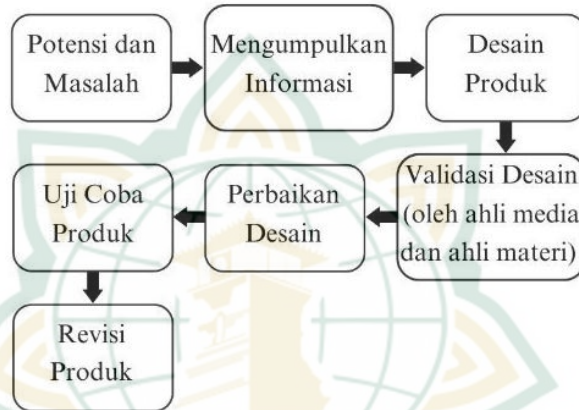 Potensi dan
Masalah
Mengumpulkan
Informasi
Desain
Produk
Validasi Desain
(oleh ahli media
dan ahli materi)
Perbaikan
Desain
Uji Coba
Produk
Revisi
Produk